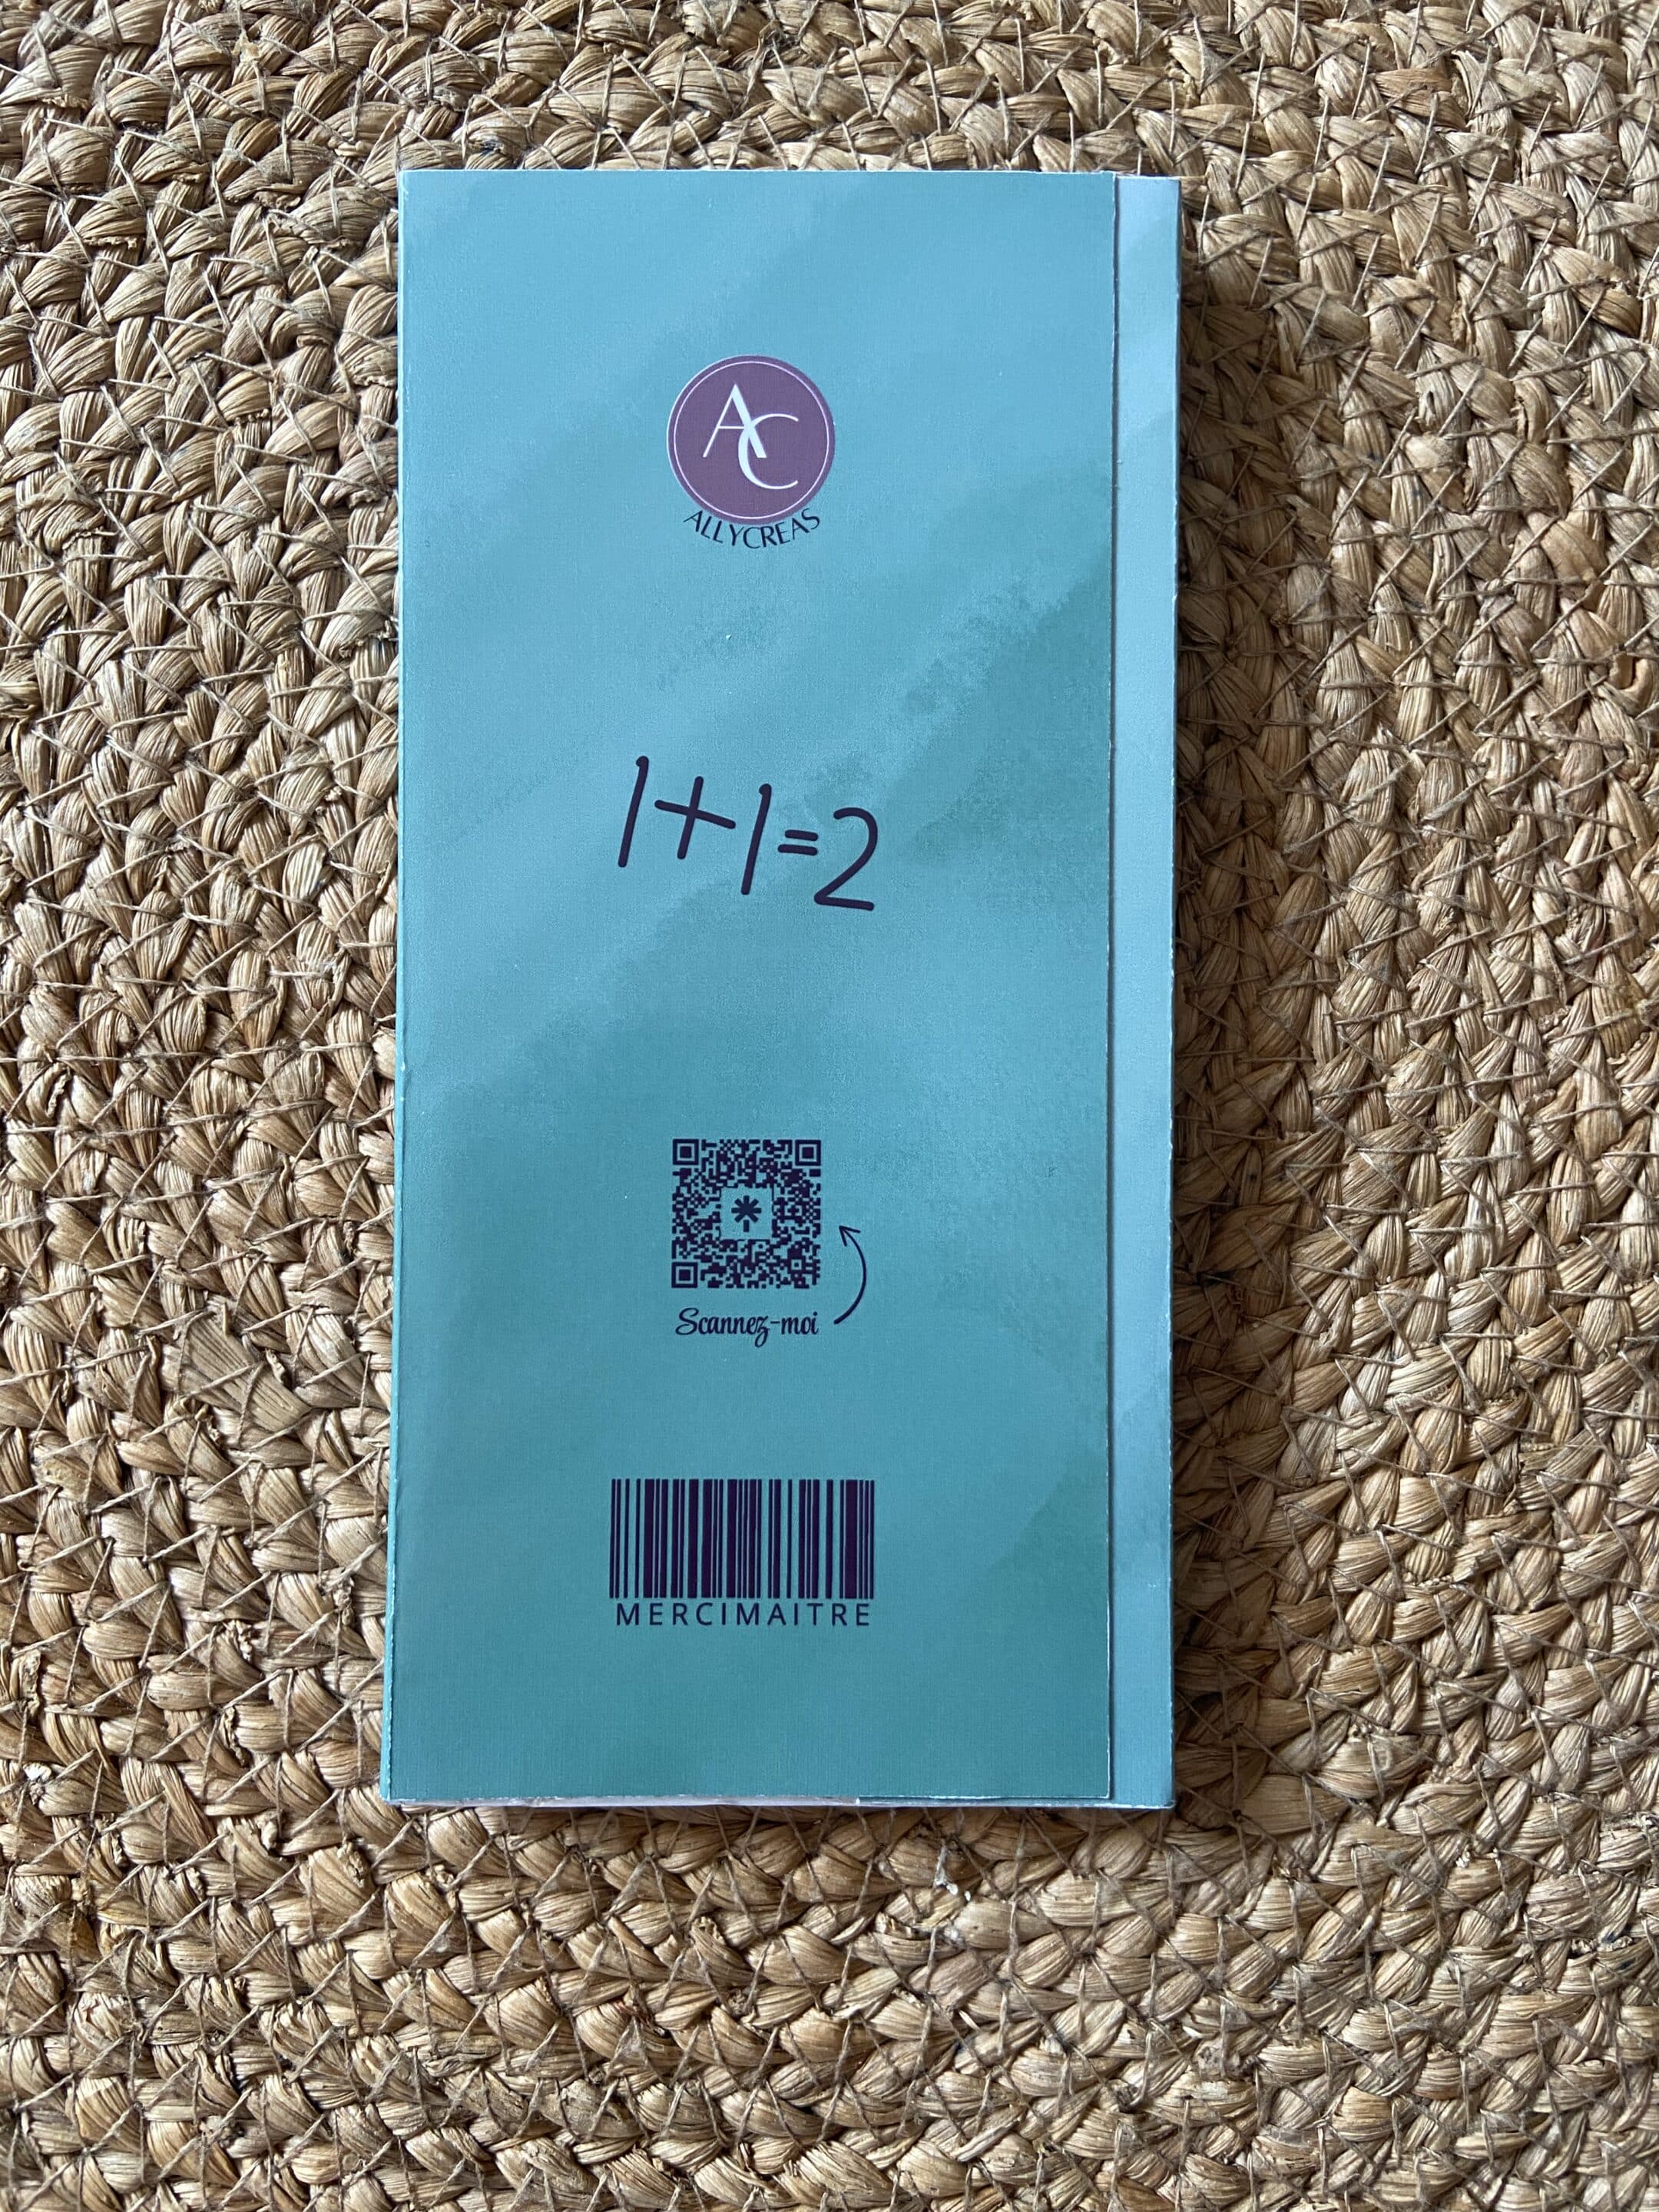 AC
ALLYCREAS
1+1=2
Scannez-moi
MERCIMAITRE